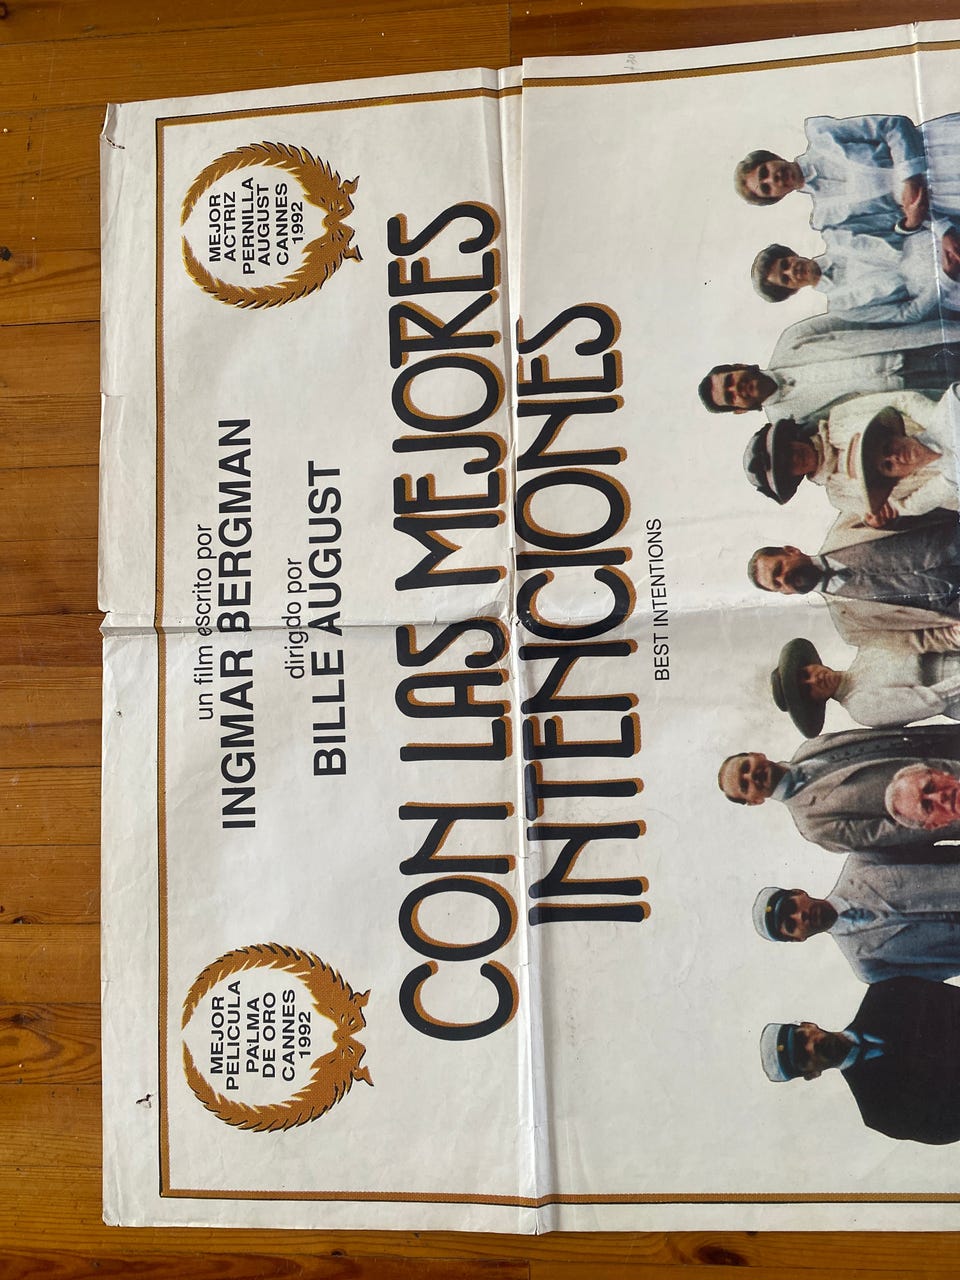 MEJOR
PELICULA
PALMA
DE ORO
CANNES
1992
un film escrito por
INGMAR BERGMAN
dirigido por
BILLE AUGUST
MEJOR
ACTRIZ
PERNILLA
AUGUST
CANNES
1992
CON LAS MEJORES
INTENCIONES
BEST INTENTIONS